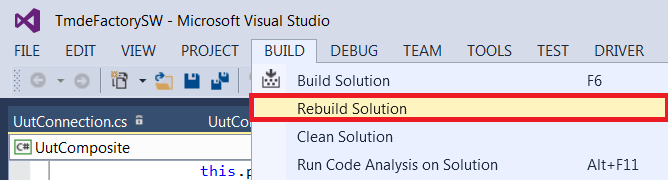 TmdeFactorySW - Microsoft Visual Studio
FILE EDIT VIEW PROJECT BUILD DEBUG TEAM TOOLS TEST DRIVER
Build Solution F6
Rebuild Solution
UutConnection.cs UutCo
Clean Solution
C# UutComposite
Run Code Analysis on Solution Alt+F11
this.p